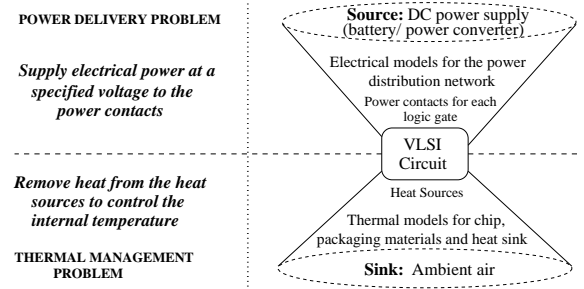 POWER DELIVERY PROBLEM
Supply electrical power at a
specified voltage to the
power contacts
Source: DC power supply
(battery/ power converter)
Electrical models for the power
distribution network
Power contacts for each
logic gate
VLSI
Circuit
Remove heat from the heat
sources to control the
internal temperature
THERMAL MANAGEMENT
PROBLEM
Heat Sources
Thermal models for chip,
packaging materials and heat sink
Sink: Ambient air